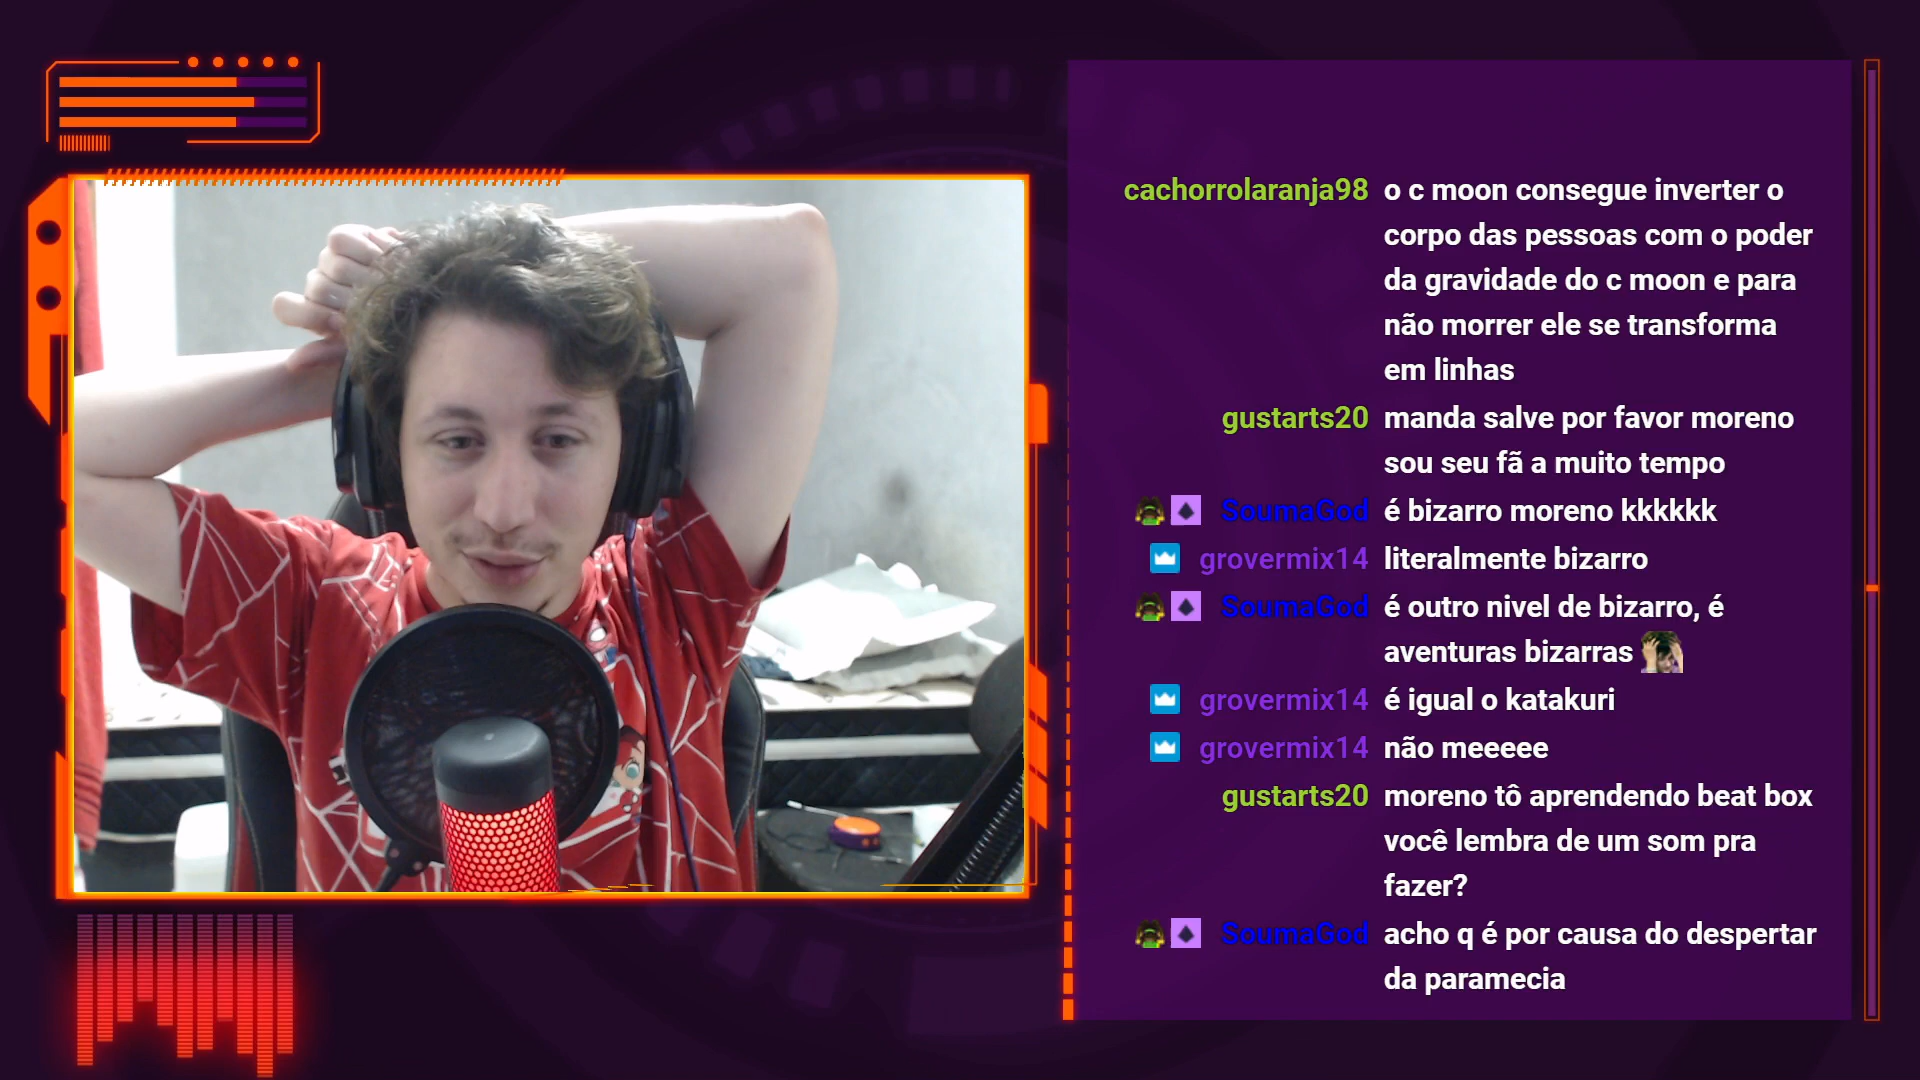 cachorrolaranja98 o c moon consegue inverter o
corpo das pessoas com o poder
da gravidade do c moon e para
não morrer ele se transforma
em linhas
gustarts20 manda salve por favor moreno
sou seu fã a muito tempo
SoumaGod é bizarro moreno kkkkkk
grovermix14 literalmente bizarro
SoumaGod é outro nivel de bizarro, é
aventuras bizarras
grovermix14 é igual o katakuri
grovermix14 não meeeee
gustarts20 moreno tô aprendendo beat box
você lembra de um som pra
fazer?
SoumaGod acho q é por causa do despertar
da paramecia